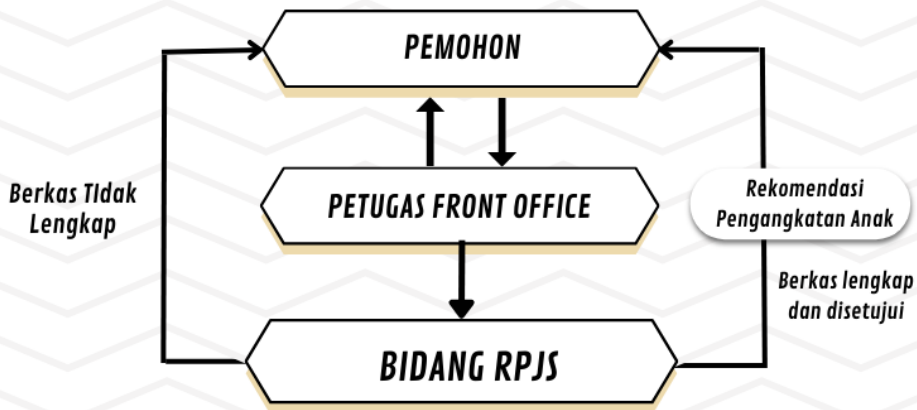 PEMOHON
Berkas TIdak
Lengkap
PETUGAS FRONT OFFICE
Rekomendasi
Pengangkatan Anak
Berkas lengkap
dan disetujui
BIDANG RPJS